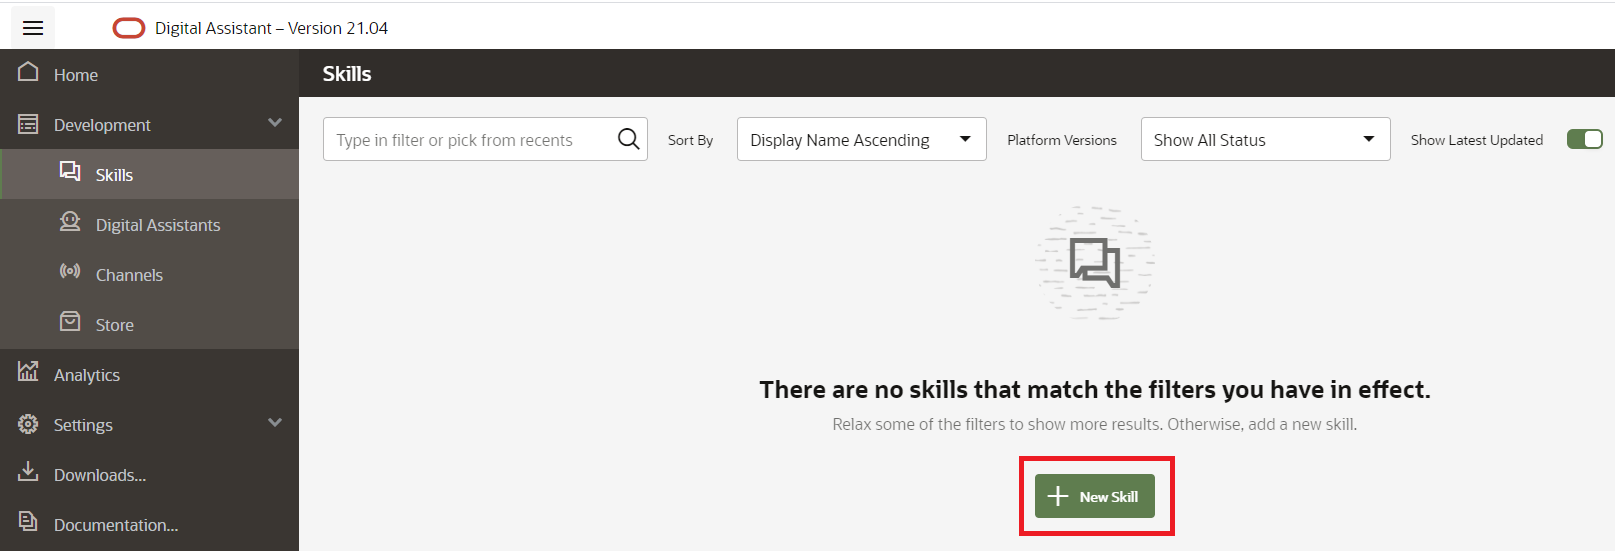 Digital Assistant – Version 21.04
Home
Development
Skills
Digital Assistants
Channels
Store
Analytics
Settings
Downloads...
Documentation...
Skills
Type in filter or pick from recents
Sort By
Display Name Ascending
Platform Versions
Show All Status
Show Latest Updated
There are no skills that match the filters you have in effect.
Relax some of the filters to show more results. Otherwise, add a new skill.
New Skill